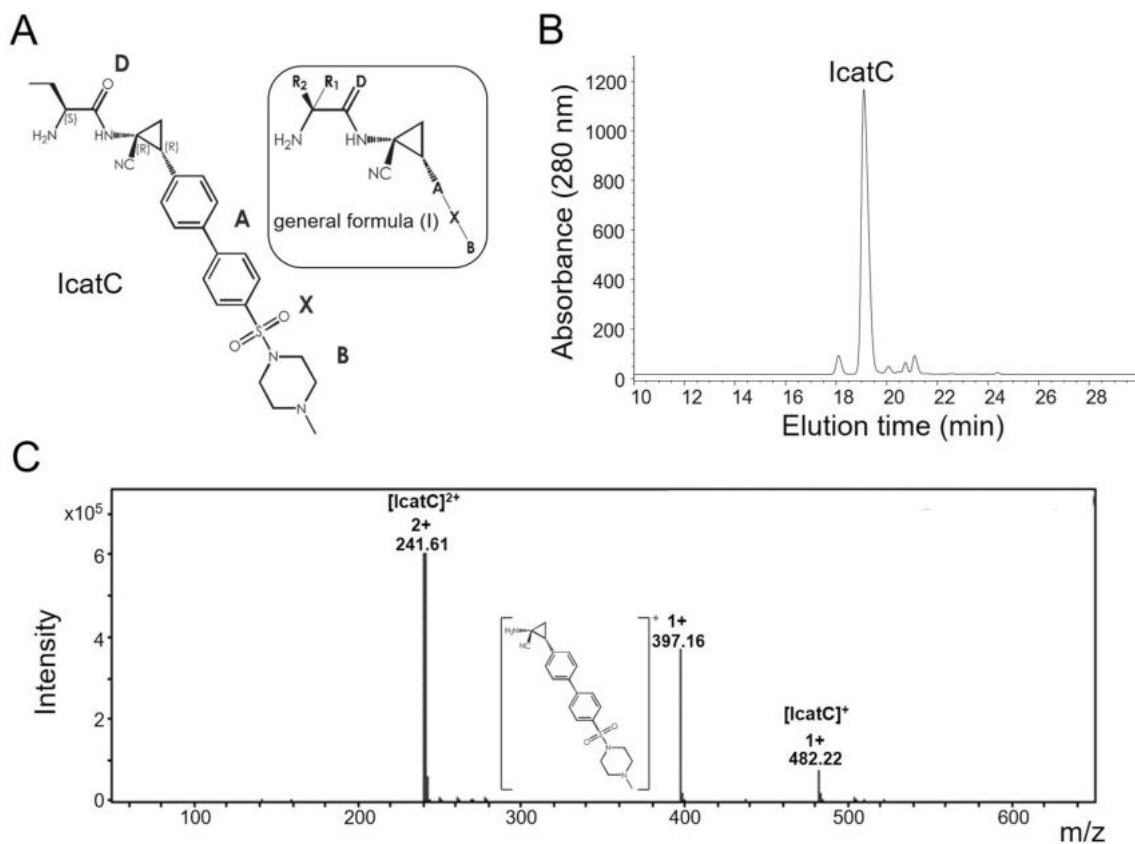 A
D
O
H₂N
(S)
HN
(R)
(R)
NC
A
IcatC
O
X
S
O
B
N
N
R₂
R₁
D
H₂N
HN
NC
A
general formula (I)
X
B
B
IcatC
Absorbance (280 nm)
1200
1000
800
600
400
200
0
10 12 14 16 18 20 22 24 26 28
Elution time (min)
C
[IcatC]²⁺
x10⁵
2+
241.61
6
4
2
0
Intensity
+
1+
397.16
H₂N
NC
O
S
O
N
N
[IcatC]⁺
1+
482.22
100 200 300 400 500 600
m/z